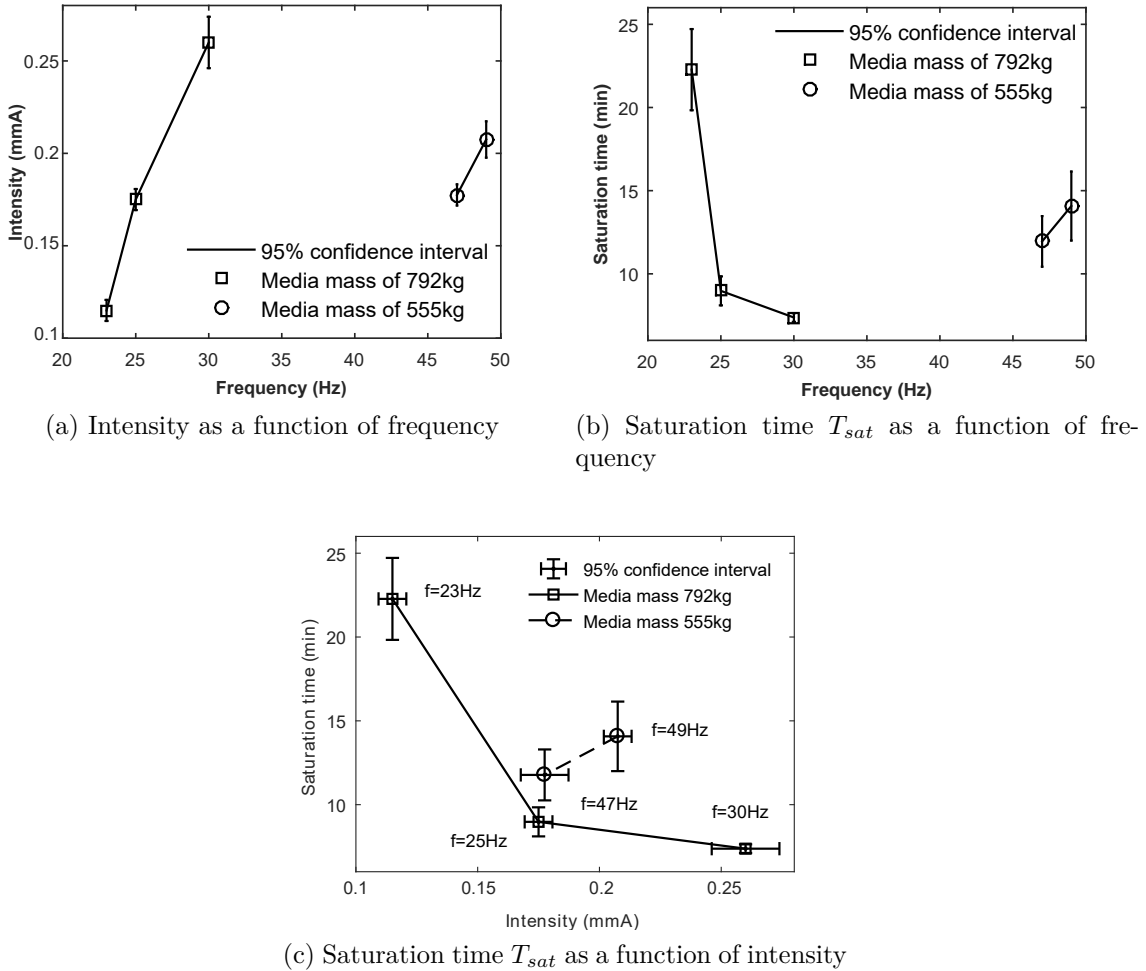 0.25
0.2
0.15
0.1
Intensity (mmA)
95% confidence interval
Media mass of 792kg
Media mass of 555kg
20 25 30 35 40 45 50
Frequency (Hz)
(a) Intensity as a function of frequency
25
20
15
10
Saturation time (min)
95% confidence interval
Media mass of 792kg
Media mass of 555kg
20 25 30 35 40 45 50
Frequency (Hz)
(b) Saturation time T_sat as a function of fre-
quency
25
20
15
10
Saturation time (min)
95% confidence interval
Media mass 792kg
Media mass 555kg
f=23Hz
f=49Hz
f=47Hz
f=30Hz
f=25Hz
0.1 0.15 0.2 0.25
Intensity (mmA)
(c) Saturation time T_sat as a function of intensity